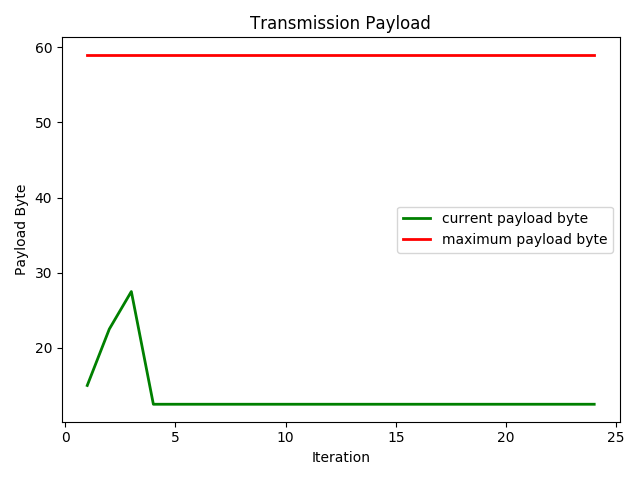 Transmission Payload
60
50
40
30
20
Payload Byte
current payload byte
maximum payload byte
0 5 10 15 20 25
Iteration